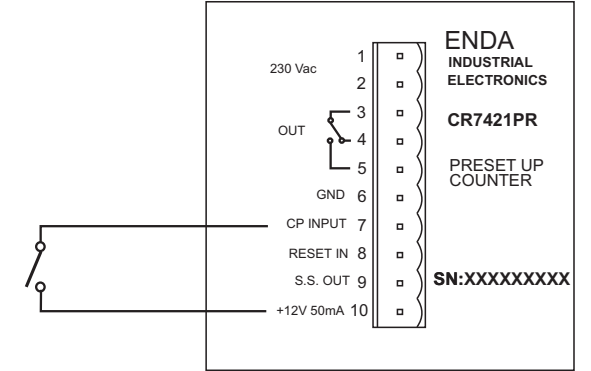 ENDA
INDUSTRIAL
ELECTRONICS
CR7421PR
PRESET UP
COUNTER
SN:XXXXXXXXX
230 Vac
1
2
OUT
3
4
5
GND 6
CP INPUT 7
RESET IN 8
S.S. OUT 9
+12V 50mA 10